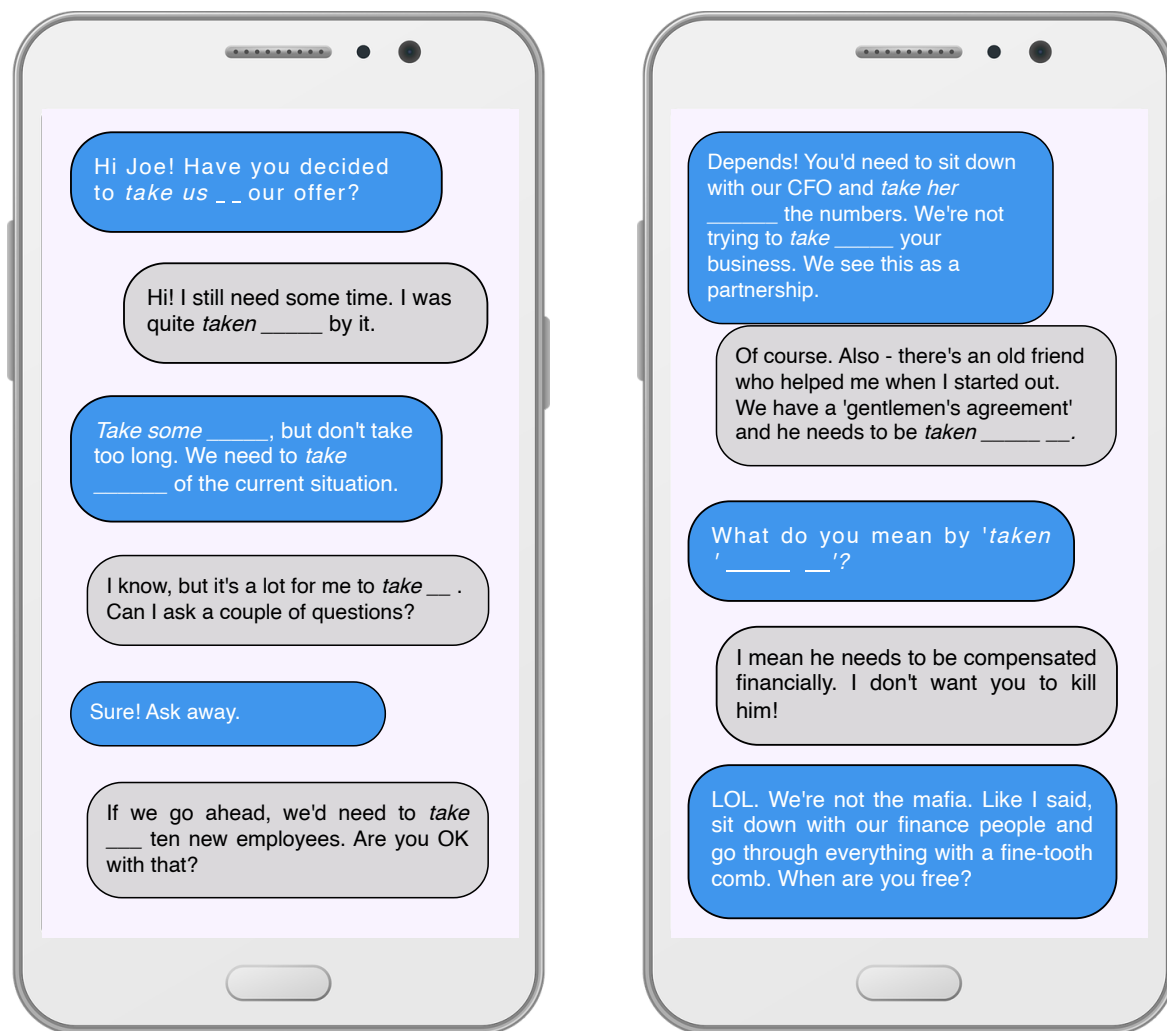 Hi Joe! Have you decided
to take us _ _ our offer?
Hi! I still need some time. I was
quite taken _____ by it.
Take some _____, but don't take
too long. We need to take
______ of the current situation.
I know, but it's a lot for me to take __ .
Can I ask a couple of questions?
Sure! Ask away.
If we go ahead, we'd need to take
___ ten new employees. Are you OK
with that?
Depends! You'd need to sit down
with our CFO and take her
______ the numbers. We're not
trying to take _____ your
business. We see this as a
partnership.
Of course. Also - there's an old friend
who helped me when I started out.
We have a 'gentlemen's agreement'
and he needs to be taken _____ __.
What do you mean by 'taken
' _____ __'?
I mean he needs to be compensated
financially. I don't want you to kill
him!
LOL. We're not the mafia. Like I said,
sit down with our finance people and
go through everything with a fine-tooth
comb. When are you free?